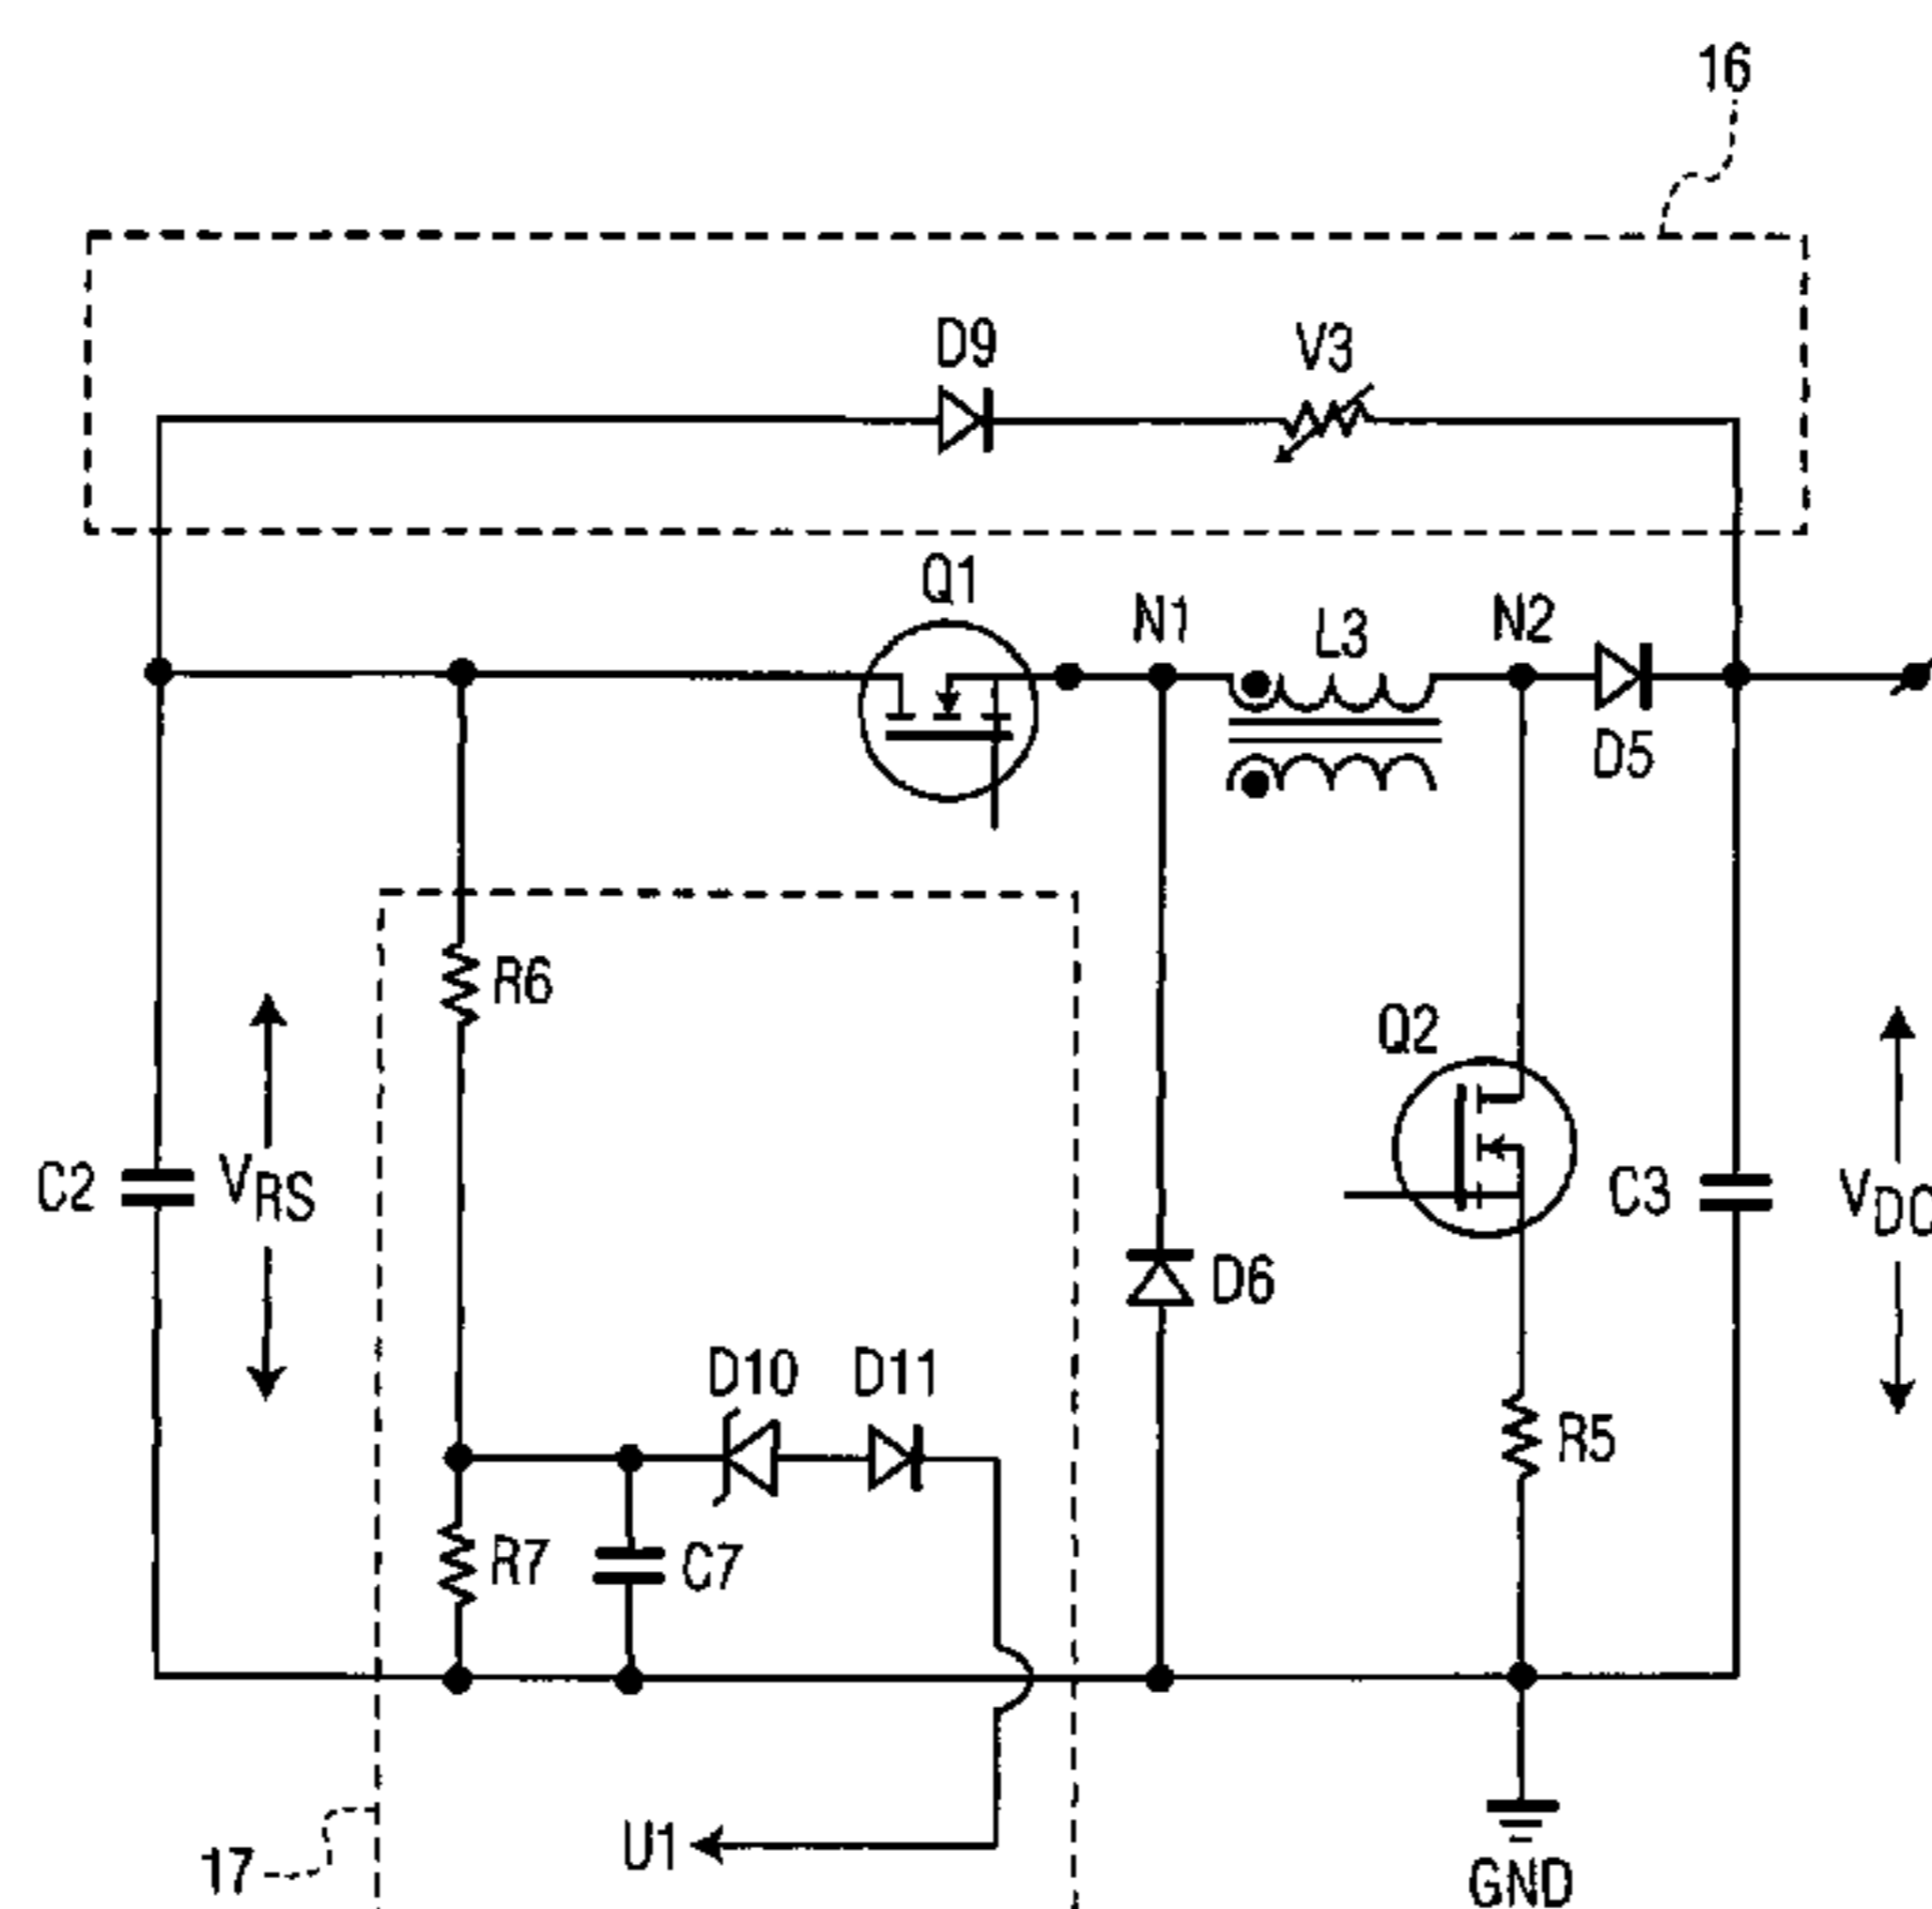 16
D9
V3
Q1
N1
L3
N2
D5
R6
Q2
C2
VRS
C3
VDC
D6
D10
D11
R5
R7
C7
17
U1
GND